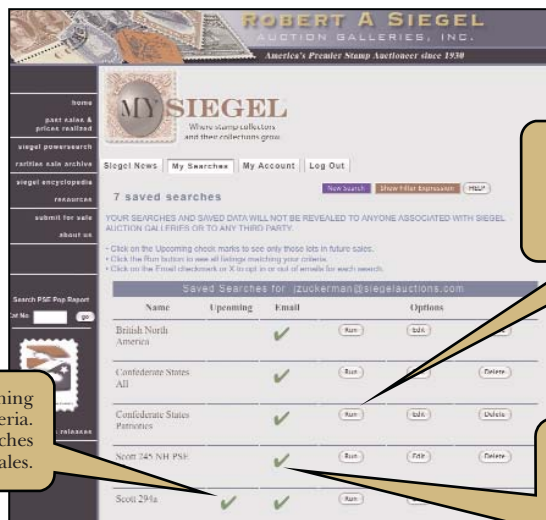 ROBERT A SIEGEL
AUCTION GALLERIES, INC.
America's Premier Stamp Auctioneer since 1930
home
past sales &
prices realized
siegel powersearch
rarities sale archive
siegel encyclopedia
resources
submit for sale
about us
Search PSE Pop Report
Cat No.
go
releases
MY SIEGEL
Where stamp collectors
and their collections grow
Siegel News
My Searches
My Account
Log Out
7 saved searches
New Search
Show Filter Expression
HELP
YOUR SEARCHES AND SAVED DATA WILL NOT BE REVEALED TO ANYONE ASSOCIATED WITH SIEGEL
AUCTION GALLERIES OR TO ANY THIRD PARTY.
• Click on the Upcoming check marks to see only those lots in future sales.
• Click the Run button to see all listings matching your criteria.
• Click on the Email checkmark or X to opt in or out of emails for each search.
Saved Searches for jzuckerman@siegelauctions.com
Name Upcoming Email Options
British North
America
Run Edit
Confederate States
All
Run Edit Delete
Confederate States
Patriotics
Run Edit Delete
Scott 245 NH PSE
Run Edit Delete
Scott 294a
Run
ning
eria.
ches
ales.